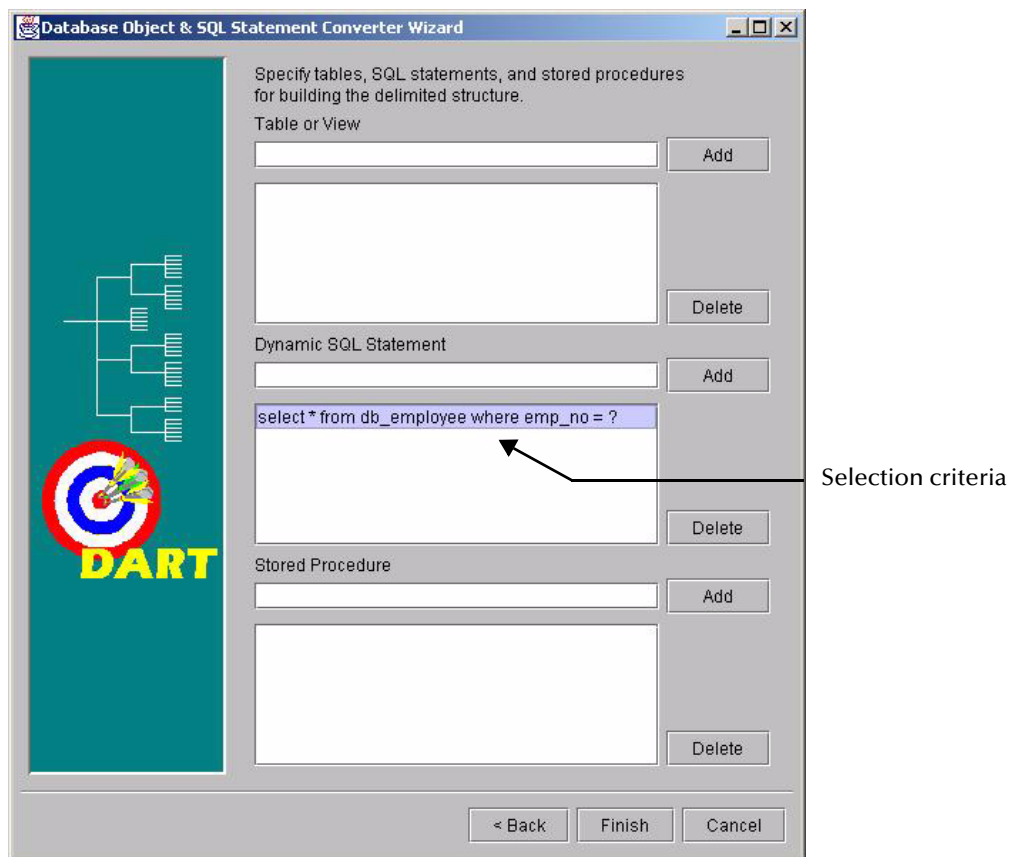 Database Object & SQL Statement Converter Wizard
Specify tables, SQL statements, and stored procedures
for building the delimited structure.
Table or View
Add
Delete
Dynamic SQL Statement
Add
select * from db_employee where emp_no = ?
Selection criteria
Delete
DART
Stored Procedure
Add
Delete
< Back Finish Cancel